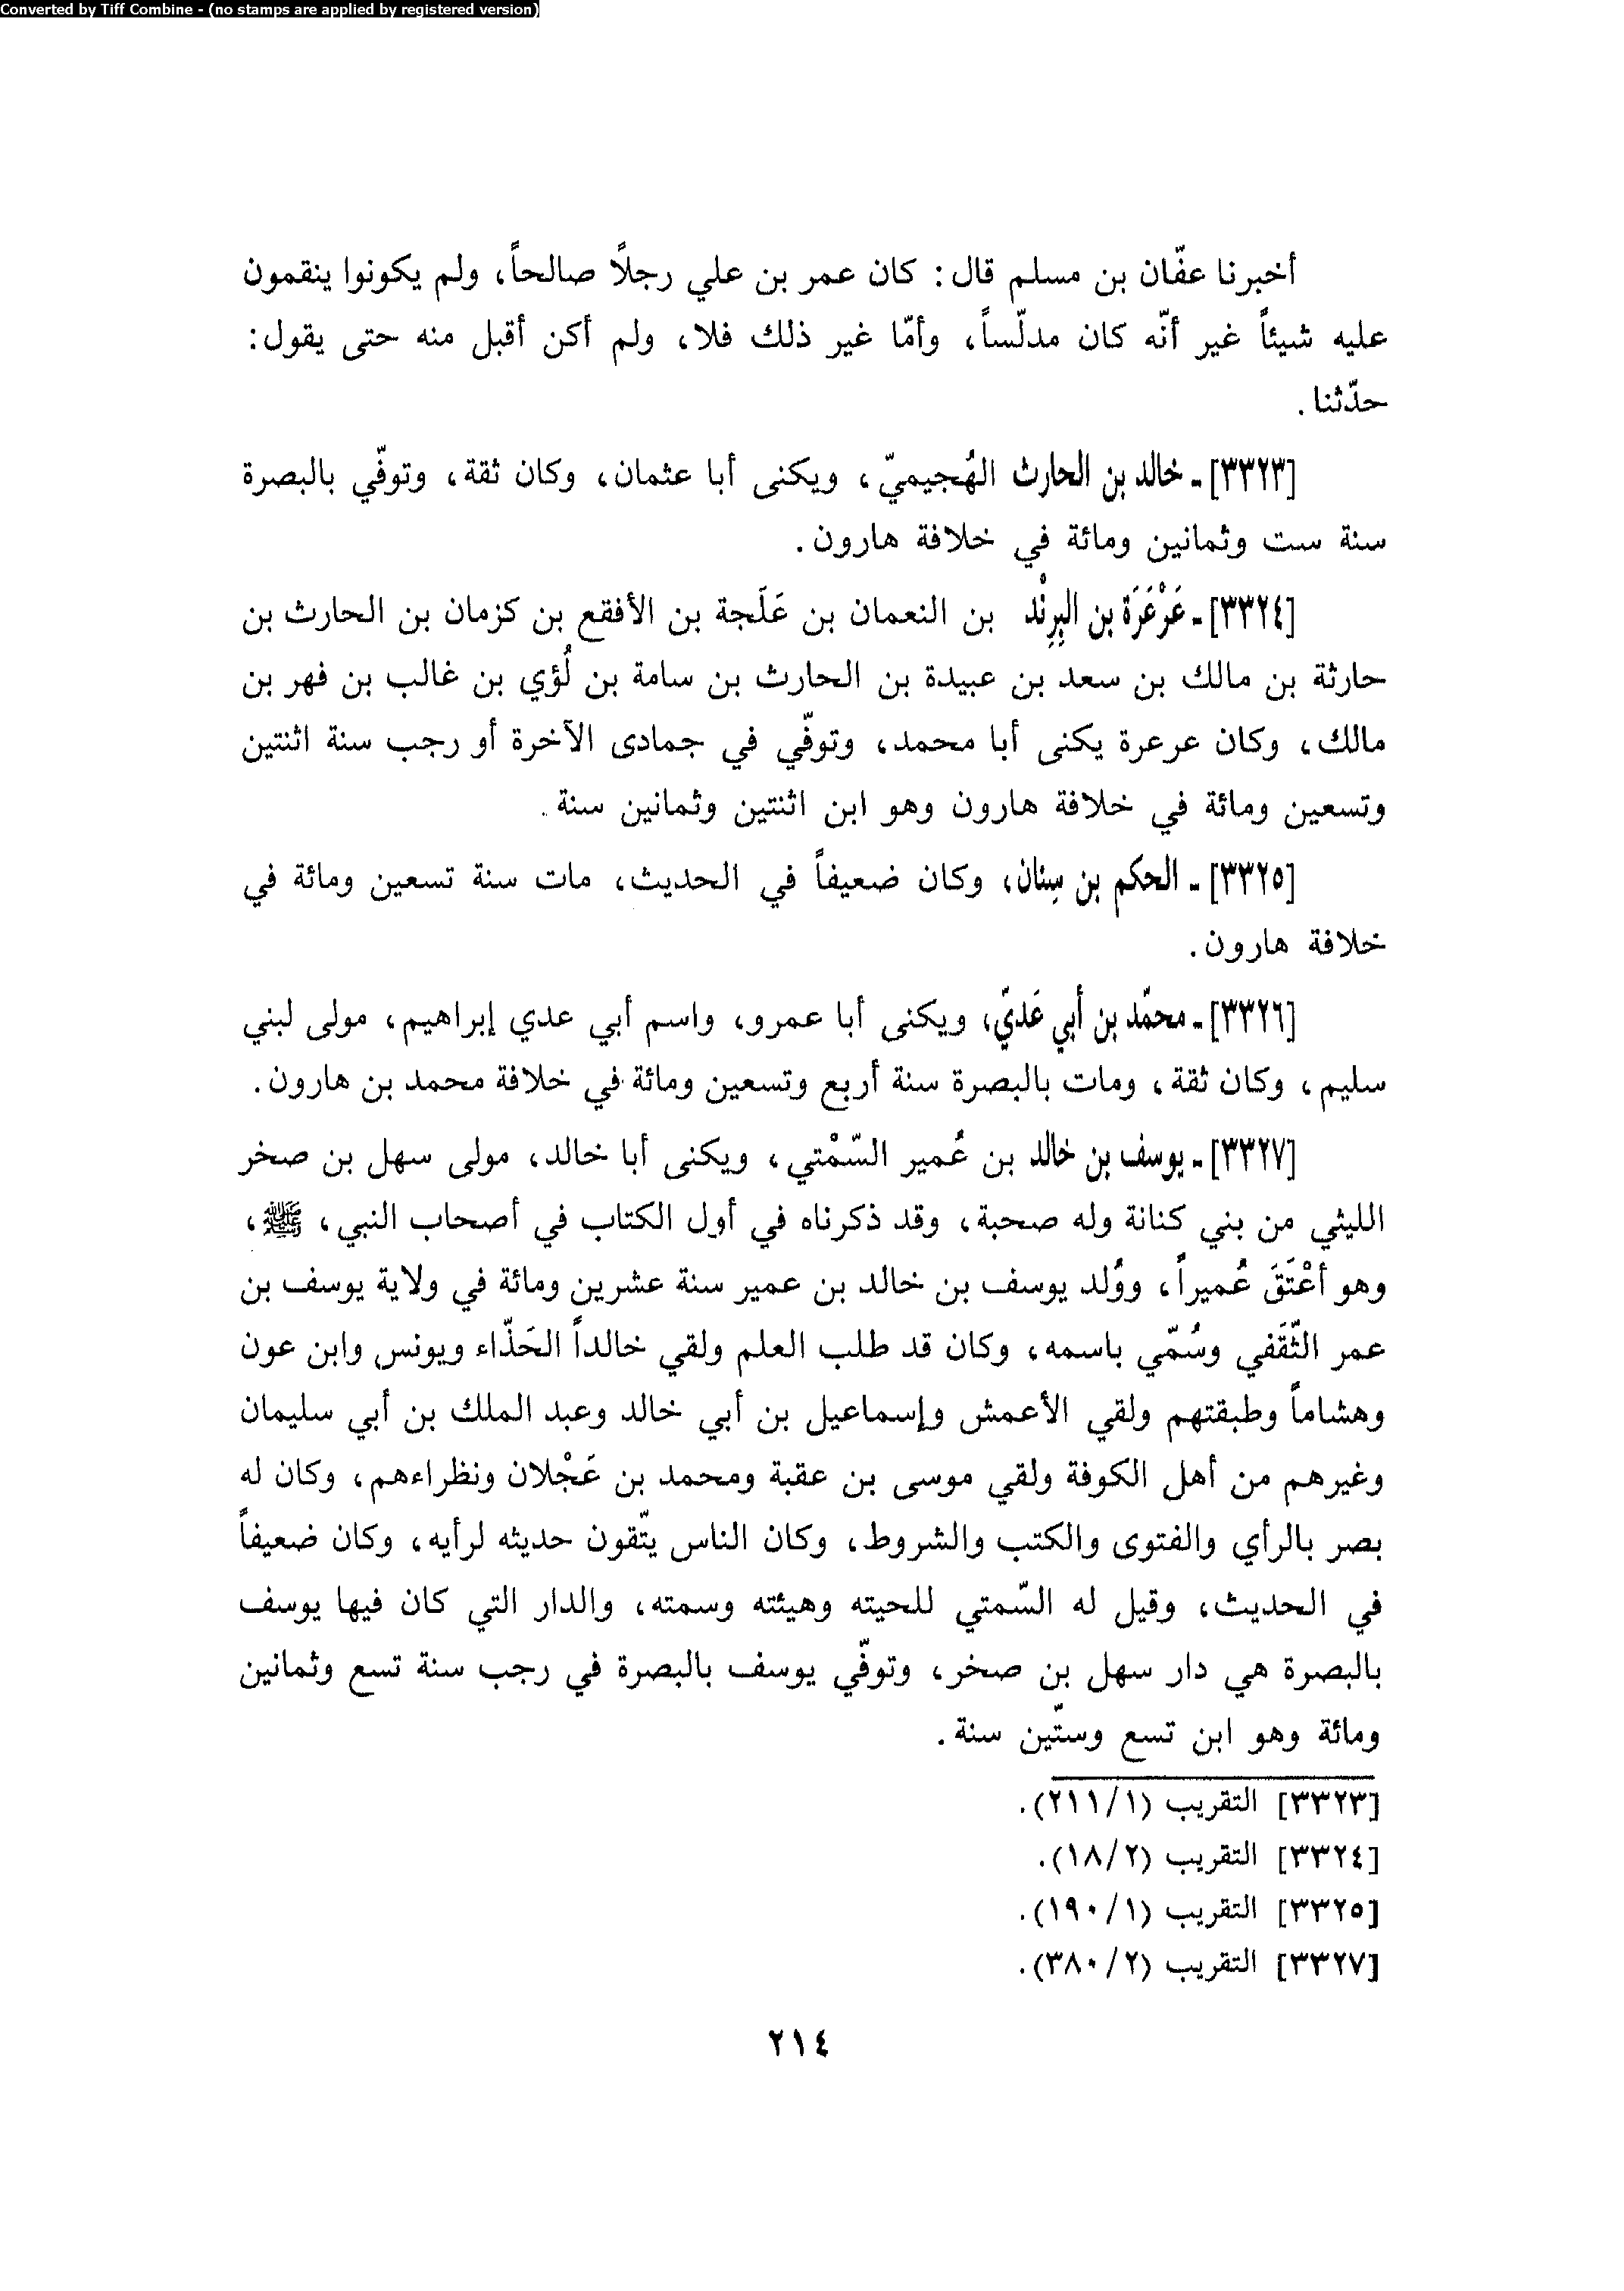 Converted by Tiff Combine - (no stamps are applied by registered version)
أخبرنا عفّان بن مسلم قال: كان عمر بن علي رجلاً صالحاً، ولم يكونوا ينقمون
عليه شيئاً غير أنّه كان مدلّساً، وأمّا غير ذلك فلا، ولم أكن أقبل منه حتى يقول:
حدّثنا.
[٣٣٢٣]ـ خالد بن الحارث الهُجيميّ، ويكنى أبا عثمان، وكان ثقة، وتوفّي بالبصرة
سنة ست وثمانين ومائة في خلافة هارون.
[٣٣٢٤]ـ عَرْعَرَة بن البِرِنْد بن النعمان بن عَلَجة بن الأفقع بن كزمان بن الحارث بن
حارثة بن مالك بن سعد بن عبيدة بن الحارث بن سامة بن لُؤي بن غالب بن فهر بن
مالك، وكان عرعرة يكنى أبا محمد، وتوفّي في جمادى الآخرة أو رجب سنة اثنتين
وتسعين ومائة في خلافة هارون وهو ابن اثنتين وثمانين سنة.
[٣٣٢٥]ـ الحكم بن سِنان، وكان ضعيفاً في الحديث، مات سنة تسعين ومائة في
خلافة هارون.
[٣٣٢٦]ـ محمّد بن أبي عَديّ، ويكنى أبا عمرو، واسم أبي عدي إبراهيم، مولى لبني
سليم، وكان ثقة، ومات بالبصرة سنة أربع وتسعين ومائة في خلافة محمد بن هارون.
[٣٣٢٧]ـ يوسف بن خالد بن عُمير السّمْتي، ويكنى أبا خالد، مولى سهل بن صخر
الليثي من بني كنانة وله صحبة، وقد ذكرناه في أول الكتاب في أصحاب النبي، ﷺ،
وهو أعْتَقَ عُميراً، ووُلد يوسف بن خالد بن عمير سنة عشرين ومائة في ولاية يوسف بن
عمر الثّقَفي وسُمّي باسمه، وكان قد طلب العلم ولقي خالداً الحَذّاء ويونس وابن عون
وهشاماً وطبقتهم ولقي الأعمش وإسماعيل بن أبي خالد وعبد الملك بن أبي سليمان
وغيرهم من أهل الكوفة ولقي موسى بن عقبة ومحمد بن عَجْلان ونظراءهم، وكان له
بصر بالرأي والفتوى والكتب والشروط، وكان الناس يتّقون حديثه لرأيه، وكان ضعيفاً
في الحديث، وقيل له السّمتي للحيته وهيئته وسمته، والدار التي كان فيها يوسف
بالبصرة هي دار سهل بن صخر، وتوفّي يوسف بالبصرة في رجب سنة تسع وثمانين
ومائة وهو ابن تسع وستّين سنة.
[٣٣٢٣] التقريب (٢١١/١).
[٣٣٢٤] التقريب (١٨/٢).
[٣٣٢٥] التقريب (١٩٠/١).
[٣٣٢٧] التقريب (٣٨٠/٢).
٢١٤